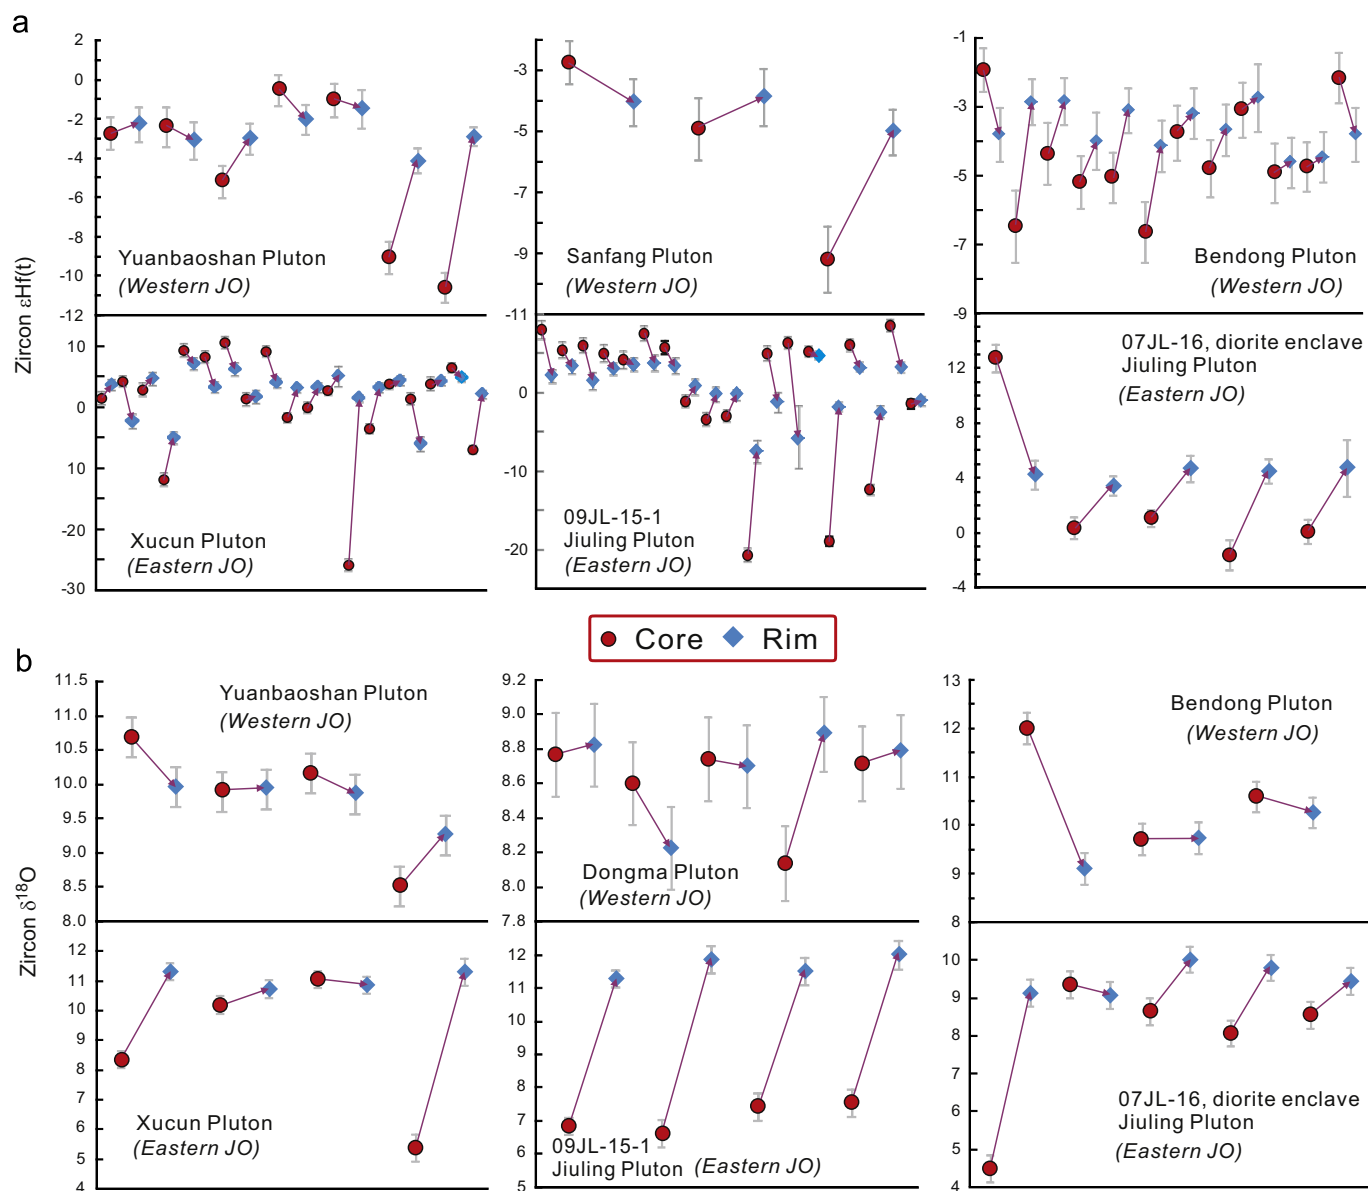 a
Zircon εHf(t)
2
0
-2
-4
-6
-8
-10
-12
Yuanbaoshan Pluton
(Western JO)
-3
-5
-7
-9
-11
Sanfang Pluton
(Western JO)
-1
-3
-5
-7
-9
Bendong Pluton
(Western JO)
10
0
10
-20
-30
Xucun Pluton
(Eastern JO)
0
-10
-20
09JL-15-1
Jiuling Pluton
(Eastern JO)
12
8
4
0
-4
07JL-16, diorite enclave
Jiuling Pluton
(Eastern JO)
Core Rim
b
Zircon δ18O
11.5
11.0
10.5
10.0
9.5
9.0
8.5
8.0
Yuanbaoshan Pluton
(Western JO)
9.2
9.0
8.8
8.6
8.4
8.2
8.0
7.8
Dongma Pluton
(Western JO)
13
12
11
10
9
8
Bendong Pluton
(Western JO)
11
10
9
8
7
6
5
4
Xucun Pluton
(Eastern JO)
12
11
10
9
8
7
6
5
09JL-15-1
Jiuling Pluton (Eastern JO)
10
9
8
7
6
5
4
07JL-16, diorite enclave
Jiuling Pluton
(Eastern JO)